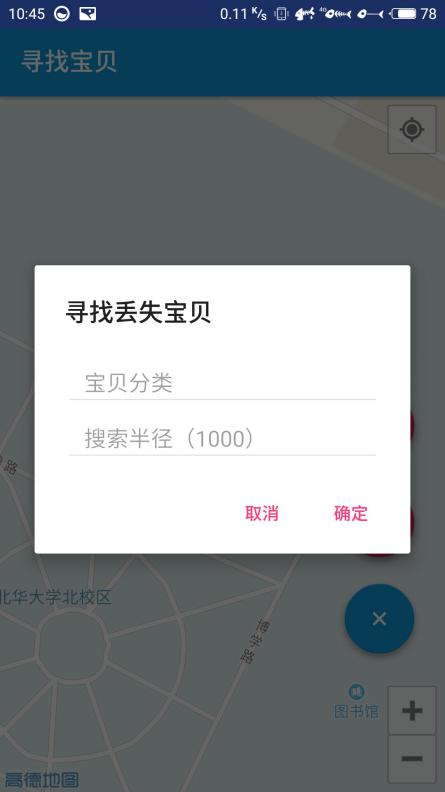 10:45
0.11 K/s
4G
78
寻找宝贝
寻找丢失宝贝
宝贝分类
搜索半径（1000）
取消
确定
路
北华大学北校区
博学路
图书馆
高德地图